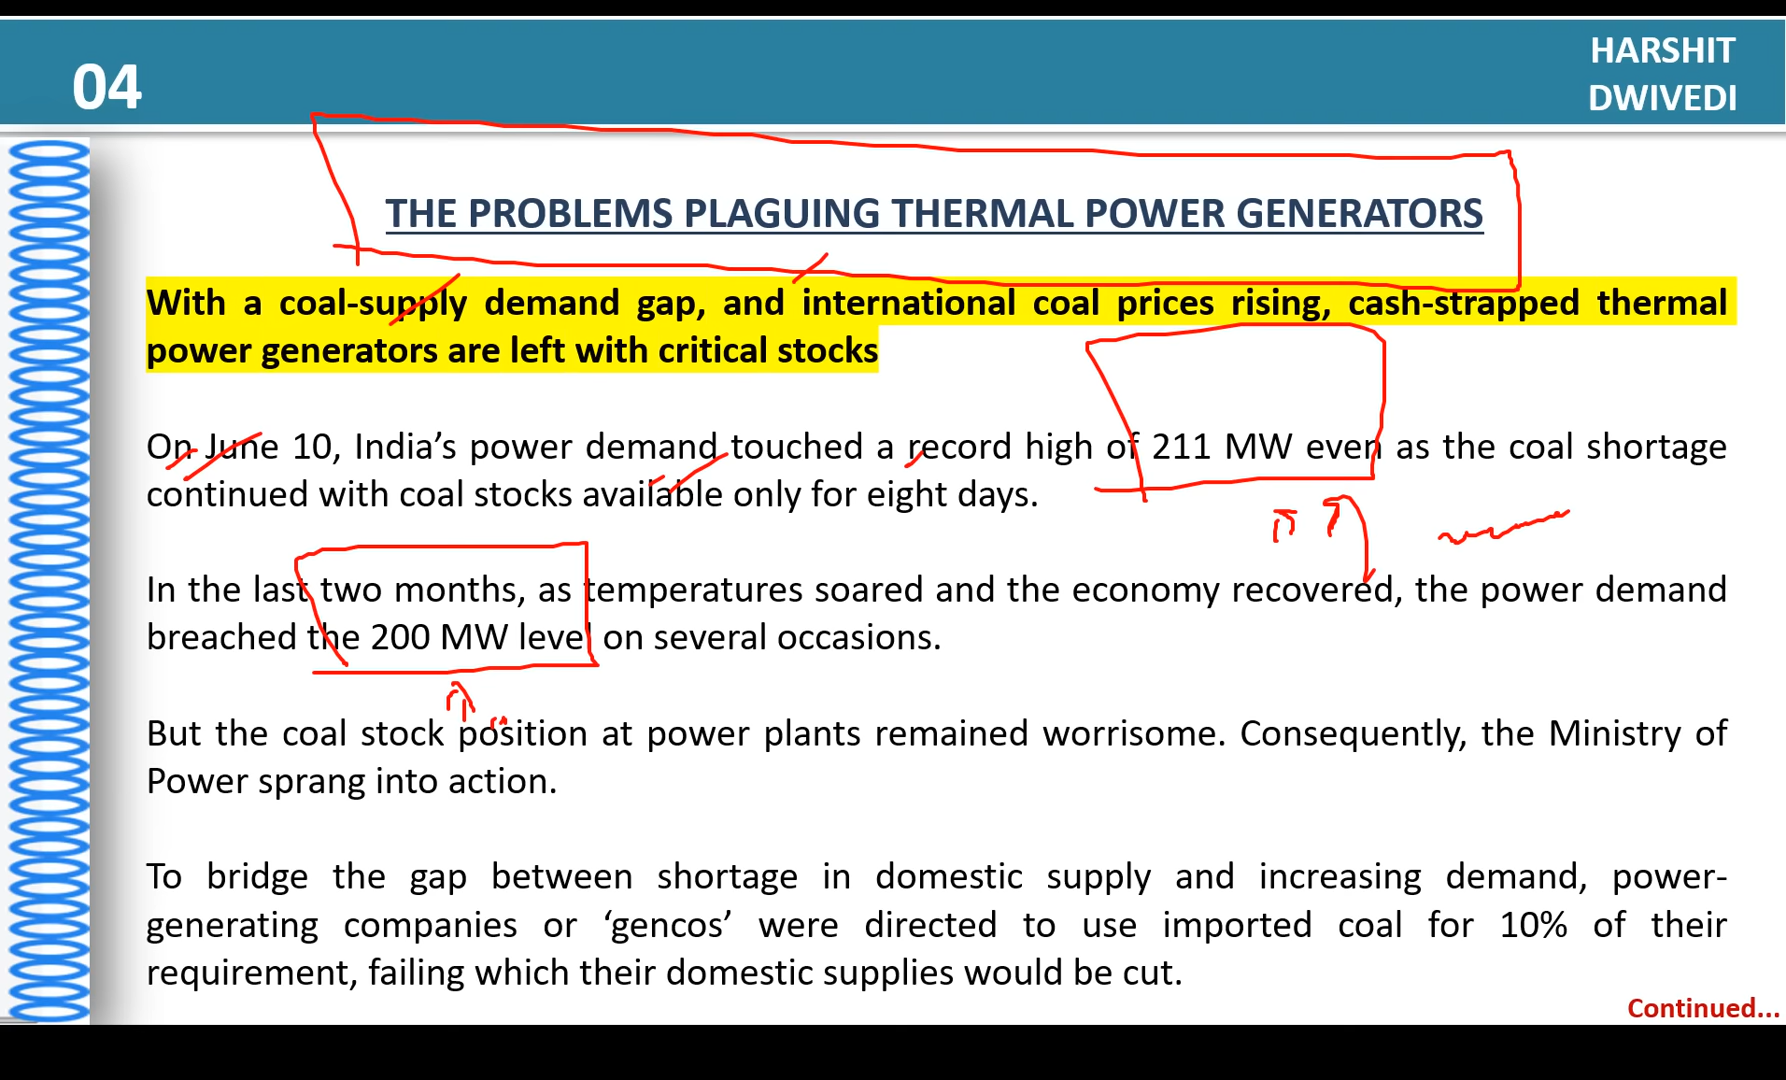 04
HARSHIT
DWIVEDI
THE PROBLEMS PLAGUING THERMAL POWER GENERATORS
With a coal-supply demand gap, and international coal prices rising, cash-strapped thermal
power generators are left with critical stocks
On June 10, India’s power demand touched a record high of 211 MW even as the coal shortage
continued with coal stocks available only for eight days.
In the last two months, as temperatures soared and the economy recovered, the power demand
breached the 200 MW level on several occasions.
But the coal stock position at power plants remained worrisome. Consequently, the Ministry of
Power sprang into action.
To bridge the gap between shortage in domestic supply and increasing demand, power-
generating companies or ‘gencos’ were directed to use imported coal for 10% of their
requirement, failing which their domestic supplies would be cut.
Continued...